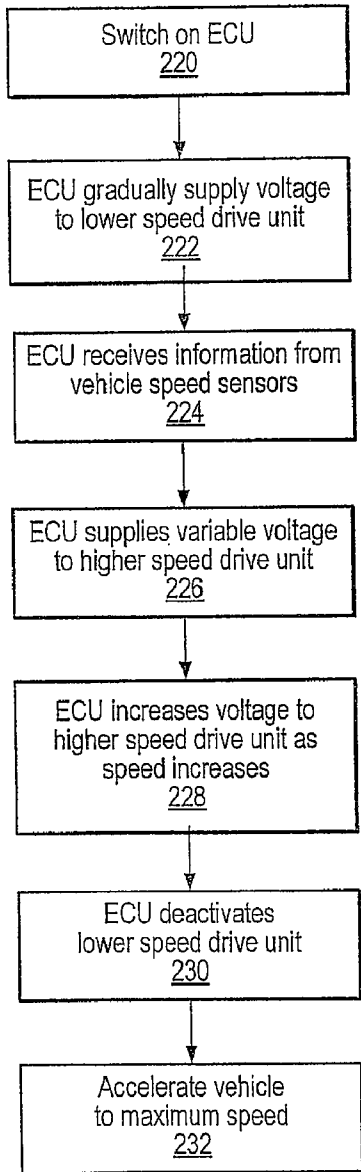 Switch on ECU
220
ECU gradually supply voltage
to lower speed drive unit
222
ECU receives information from
vehicle speed sensors
224
ECU supplies variable voltage
to higher speed drive unit
226
ECU increases voltage to
higher speed drive unit as
speed increases
228
ECU deactivates
lower speed drive unit
230
Accelerate vehicle
to maximum speed
232